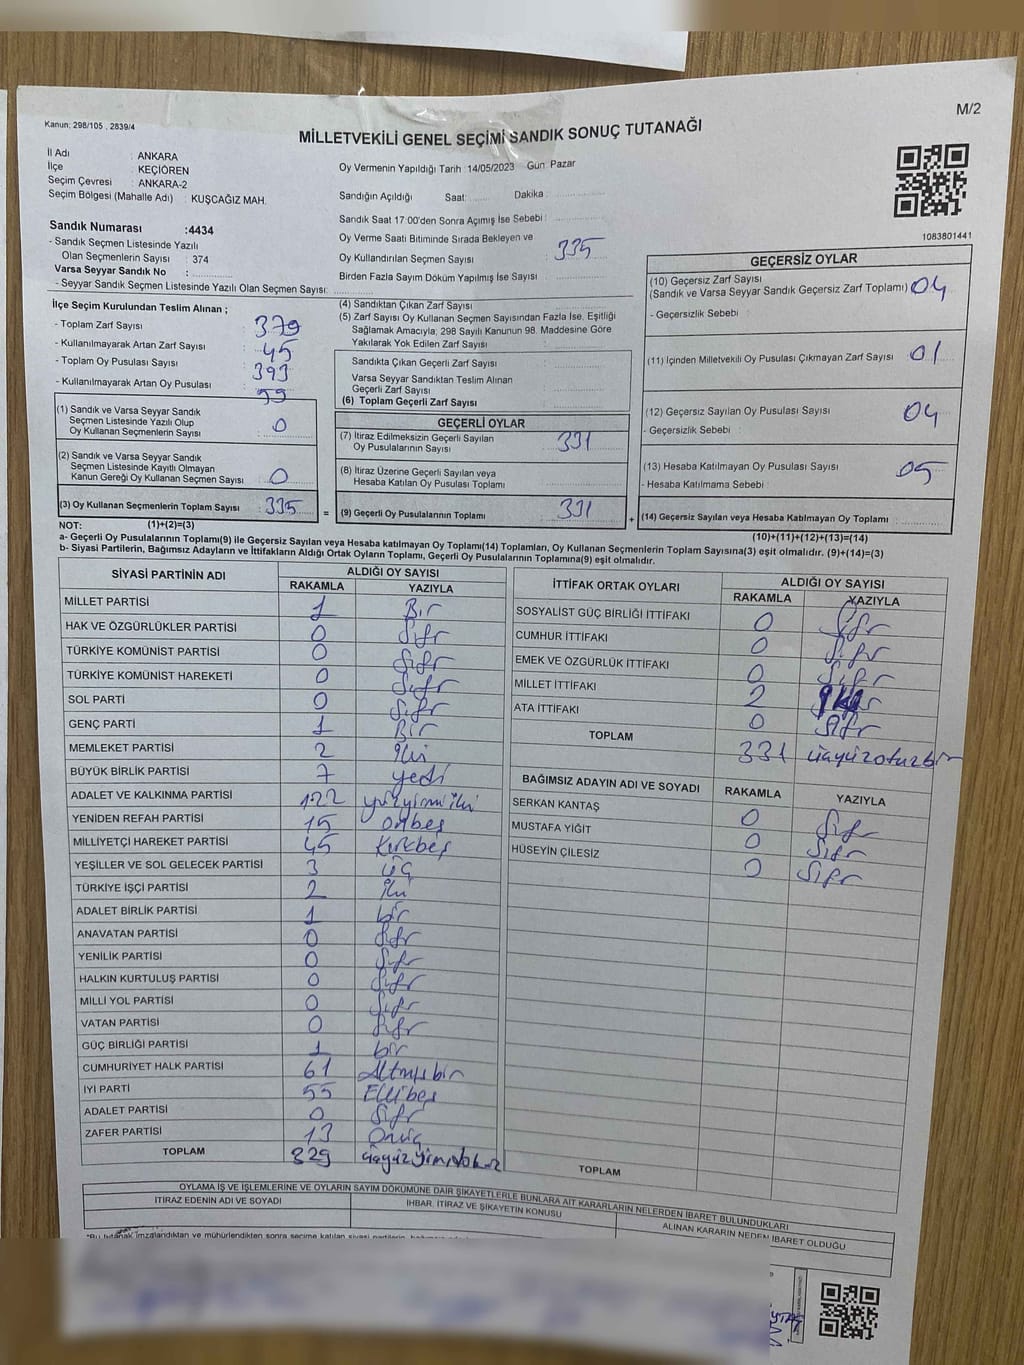 M/2
Kanun; 298/105 , 2839/4
MİLLETVEKİLİ GENEL SEÇİMİ SANDIK SONUÇ TUTANAĞI
İl Adı : ANKARA
İlçe : KEÇİÖREN
Seçim Çevresi : ANKARA-2
Seçim Bölgesi (Mahalle Adı) : KUŞCAĞIZ MAH.
Oy Vermenin Yapıldığı Tarih :14/05/2023 Gün: Pazar
Sandığın Açıldığı Saat: Dakika :
Sandık Saat 17:00'den Sonra Açımış İse Sebebi :
Oy Verme Saati Bitiminde Sırada Bekleyen ve
Oy Kullandırılan Seçmen Sayısı : 335
Birden Fazla Sayım Döküm Yapılmış İse Sayısı :
1083801441
Sandık Numarası :4434
- Sandık Seçmen Listesinde Yazılı
Olan Seçmenlerin Sayısı : 374
Varsa Seyyar Sandık No :
- Seyyar Sandık Seçmen Listesinde Yazılı Olan Seçmen Sayısı:
İlçe Seçim Kurulundan Teslim Alınan ;
- Toplam Zarf Sayısı : 379
- Kullanılmayarak Artan Zarf Sayısı : 45
- Toplam Oy Pusulası Sayısı : 393
- Kullanılmayarak Artan Oy Pusulası : 59
(1) Sandık ve Varsa Seyyar Sandık
Seçmen Listesinde Yazılı Olup
Oy Kullanan Seçmenlerin Sayısı : 0
(2) Sandık ve Varsa Seyyar Sandık
Seçmen Listesinde Kayıtlı Olmayan
Kanun Gereği Oy Kullanan Seçmen Sayısı : 0
(3) Oy Kullanan Seçmenlerin Toplam Sayısı : 335
(4) Sandıktan Çıkan Zarf Sayısı :
(5) Zarf Sayısı Oy Kullanan Seçmen Sayısından Fazla İse, Eşitliği
Sağlamak Amacıyla; 298 Sayılı Kanunun 98. Maddesine Göre
Yakılarak Yok Edilen Zarf Sayısı :
Sandıkta Çıkan Geçerli Zarf Sayısı :
Varsa Seyyar Sandıktan Teslim Alınan
Geçerli Zarf Sayısı :
(6) Toplam Geçerli Zarf Sayısı :
GEÇERLİ OYLAR
(7) İtiraz Edilmeksizin Geçerli Sayılan
Oy Pusulalarının Sayısı : 331
(8) İtiraz Üzerine Geçerli Sayılan veya
Hesaba Katılan Oy Pusulası Toplamı :
= (9) Geçerli Oy Pusulalarının Toplamı : 331
GEÇERSİZ OYLAR
(10) Geçersiz Zarf Sayısı
(Sandık ve Varsa Seyyar Sandık Geçersiz Zarf Toplamı) 04
- Geçersizlik Sebebi :
(11) İçinden Milletvekili Oy Pusulası Çıkmayan Zarf Sayısı : 01
(12) Geçersiz Sayılan Oy Pusulası Sayısı : 04
- Geçersizlik Sebebi :
(13) Hesaba Katılmayan Oy Pusulası Sayısı : 05
- Hesaba Katılmama Sebebi :
+ (14) Geçersiz Sayılan veya Hesaba Katılmayan Oy Toplamı :
NOT: (1)+(2)=(3)
(10)+(11)+(12)+(13)=(14)
a- Geçerli Oy Pusulalarının Toplamı(9) ile Geçersiz Sayılan veya Hesaba katılmayan Oy Toplamı(14) Toplamları, Oy Kullanan Seçmenlerin Toplam Sayısına(3) eşit olmalıdır. (9)+(14)=(3)
b- Siyasi Partilerin, Bağımsız Adayların ve İttifakların Aldığı Ortak Oyların Toplamı, Geçerli Oy Pusulalarının Toplamına(9) eşit olmalıdır.
SİYASİ PARTİNİN ADI ALDIĞI OY SAYISI
RAKAMLA YAZIYLA
MİLLET PARTİSİ 1 Bir
HAK VE ÖZGÜRLÜKLER PARTİSİ 0 Sıfır
TÜRKİYE KOMÜNİST PARTİSİ 0 Sıfır
TÜRKİYE KOMÜNİST HAREKETİ 0 Sıfır
SOL PARTİ 0 Sıfır
GENÇ PARTİ 1 Bir
MEMLEKET PARTİSİ 2 İki
BÜYÜK BİRLİK PARTİSİ 7 yedi
ADALET VE KALKINMA PARTİSİ 122 yüzyirmiiki
YENİDEN REFAH PARTİSİ 15 onbeş
MİLLİYETÇİ HAREKET PARTİSİ 45 Kırkbeş
YEŞİLLER VE SOL GELECEK PARTİSİ 3 üç
TÜRKİYE İŞÇİ PARTİSİ 2 iki
ADALET BİRLİK PARTİSİ 1 bir
ANAVATAN PARTİSİ 0 Sıfır
YENİLİK PARTİSİ 0 Sıfır
HALKIN KURTULUŞ PARTİSİ 0 Sıfır
MİLLİ YOL PARTİSİ 0 Sıfır
VATAN PARTİSİ 0 Sıfır
GÜÇ BİRLİĞİ PARTİSİ 1 bir
CUMHURİYET HALK PARTİSİ 61 Altmışbir
İYİ PARTİ 55 Ellibeş
ADALET PARTİSİ 0 Sıfır
ZAFER PARTİSİ 13 Onüç
TOPLAM 329 üçyüzyirmidokuz
İTTİFAK ORTAK OYLARI ALDIĞI OY SAYISI
RAKAMLA YAZIYLA
SOSYALİST GÜÇ BİRLİĞİ İTTİFAKI 0 Sıfır
CUMHUR İTTİFAKI 0 Sıfır
EMEK VE ÖZGÜRLÜK İTTİFAKI 0 Sıfır
MİLLET İTTİFAKI 2
ATA İTTİFAKI 0 Sıfır
TOPLAM 331 üçyüzotuzbir
BAĞIMSIZ ADAYIN ADI VE SOYADI RAKAMLA YAZIYLA
SERKAN KANTAŞ 0 Sıfır
MUSTAFA YİĞİT 0 Sıfır
HÜSEYİN ÇİLESİZ 0 Sıfır
TOPLAM
OYLAMA İŞ VE İŞLEMLERİNE VE OYLARIN SAYIM DÖKÜMÜNE DAİR ŞİKAYETLERLE BUNLARA AİT KARARLARIN NELERDEN İBARET BULUNDUKLARI
İTİRAZ EDENİN ADI VE SOYADI İHBAR, İTİRAZ VE ŞİKAYETİN KONUSU ALINAN KARARIN NEDEN İBARET OLDUĞU
*Bu tutanak imzalandıktan ve mühürlendikten sonra seçime katılan siyasi partilerin,